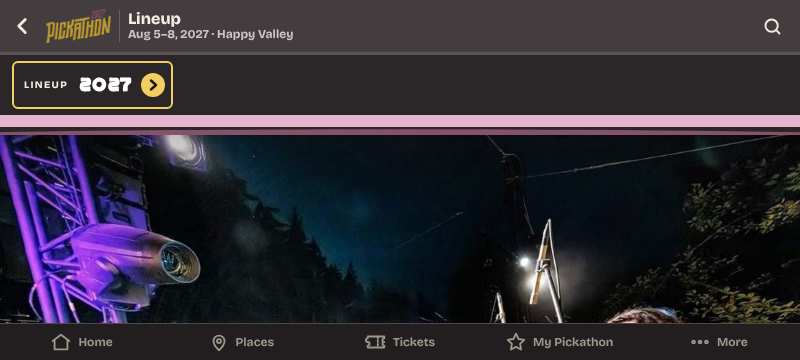 PICKATHON
Lineup
Aug 5–8, 2027 · Happy Valley
LINEUP 2027
Home
Places
Tickets
My Pickathon
More